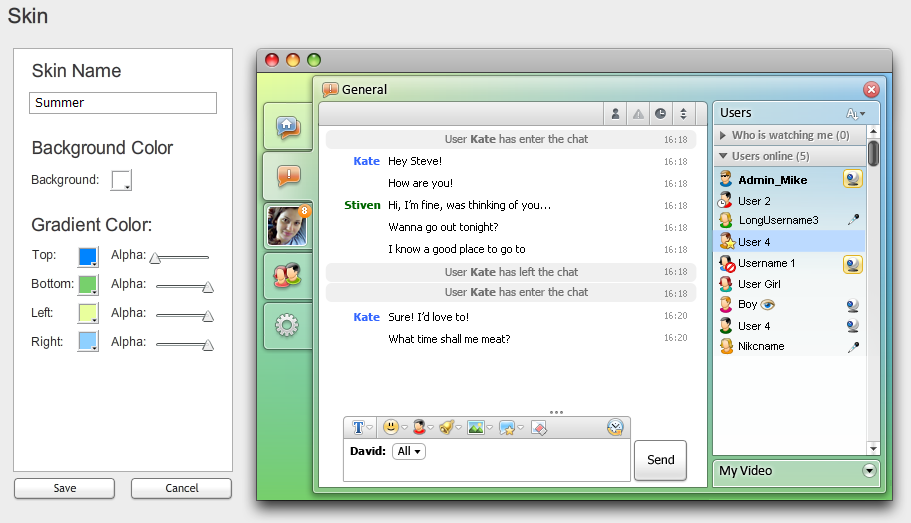 Skin
Skin Name
Summer
Background Color
Background:
Gradient Color:
Top: Alpha:
Bottom: Alpha:
Left: Alpha:
Right: Alpha:
Save Cancel
General
User Kate has enter the chat 16:18
Kate Hey Steve! 16:18
How are you! 16:18
Stiven Hi, I'm fine, was thinking of you... 16:18
Wanna go out tonight? 16:18
I know a good place to go to 16:18
User Kate has left the chat 16:18
User Kate has enter the chat 16:18
Kate Sure! I'd love to! 16:20
What time shall me meat? 16:20
T
David: All
Send
8
Users A
Who is watching me (0)
Users online (5)
Admin_Mike
User 2
LongUsername3
User 4
Username 1
User Girl
Boy
User 4
Nikcname
My Video